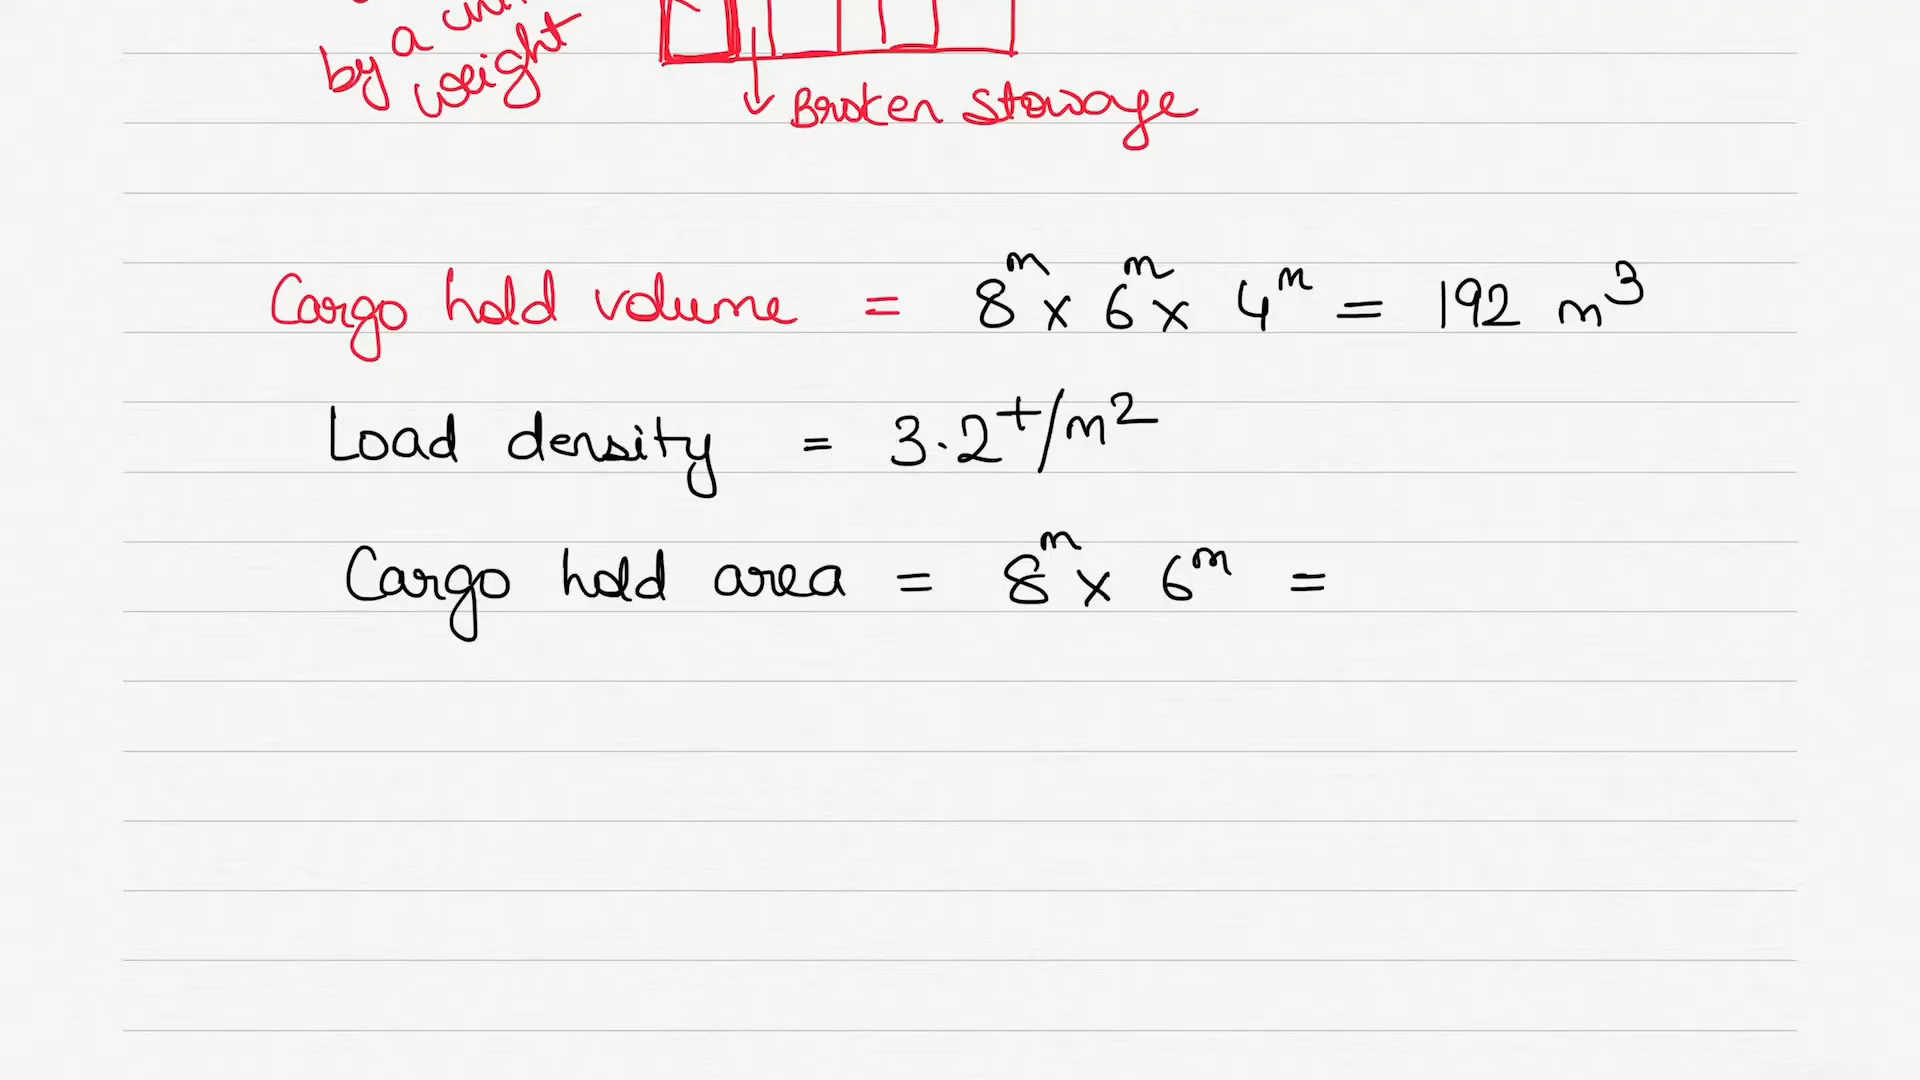 by a
weight
Broken Stowage
Cargo hold volume = 8ᵐ x 6ᵐ x 4ᵐ = 192 m³
Load density = 3.2 t/m²
Cargo hold area = 8ᵐ x 6ᵐ =